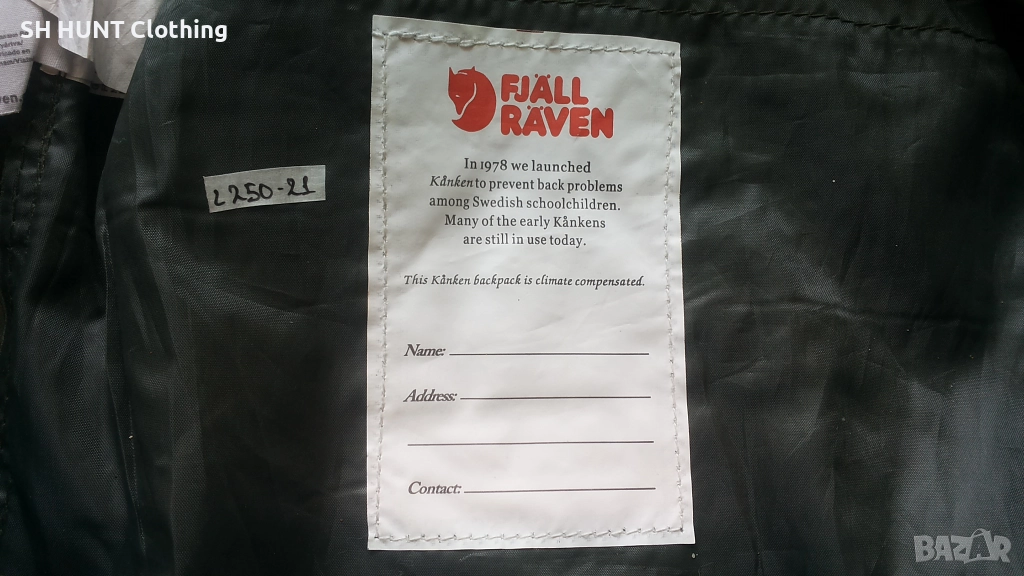 SH HUNT Clothing
FJÄLL
RÄVEN
In 1978 we launched
Kånken to prevent back problems
among Swedish schoolchildren.
Many of the early Kånkens
are still in use today.
This Kånken backpack is climate compensated.
L250-21
Name:
Address:
Contact:
BAZAR